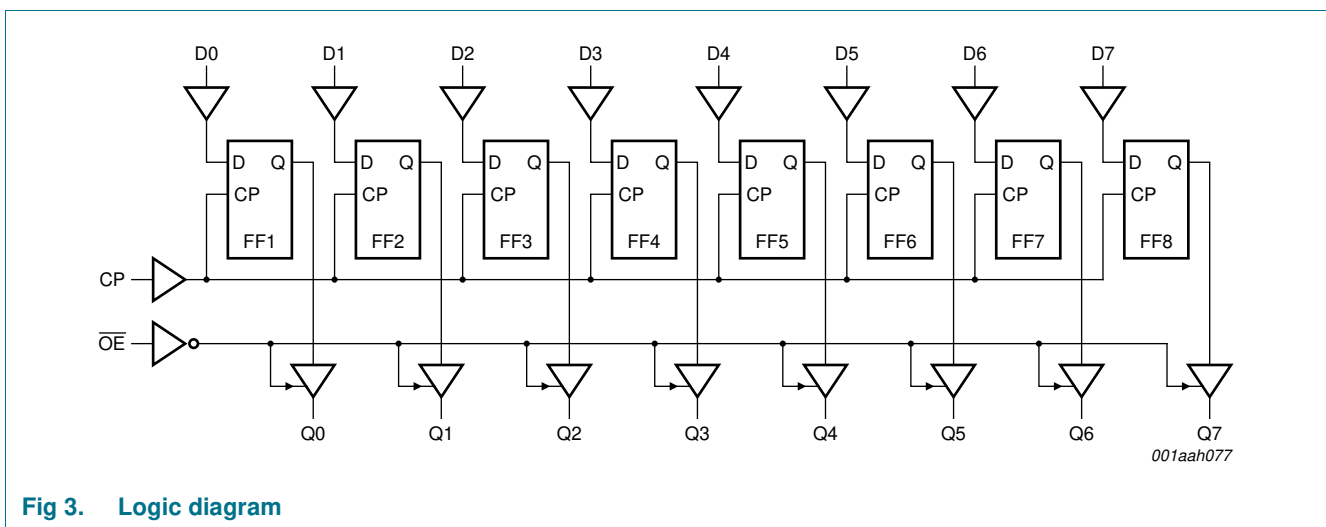 D0 D1 D2 D3 D4 D5 D6 D7
D Q D Q D Q D Q D Q D Q D Q D Q
CP CP CP CP CP CP CP CP
FF1 FF2 FF3 FF4 FF5 FF6 FF7 FF8
CP
O̅E̅
Q0 Q1 Q2 Q3 Q4 Q5 Q6 Q7
001aah077
Fig 3. Logic diagram